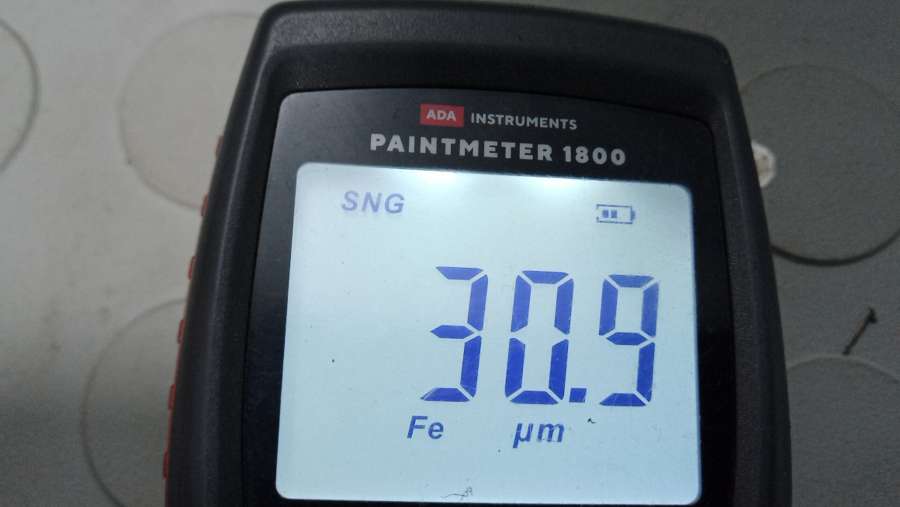 ADA INSTRUMENTS
PAINTMETER 1800
SNG
30.9
Fe µm